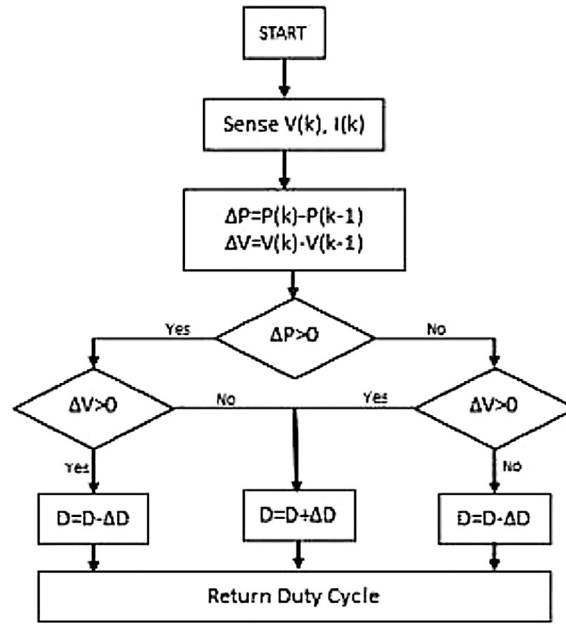 START
Sense V(k), I(k)
ΔP=P(k)-P(k-1)
ΔV=V(k)-V(k-1)
ΔP>0
Yes
No
ΔV>0
No
Yes
ΔV>0
Yes
No
D=D-ΔD
D=D+ΔD
D=D-ΔD
Return Duty Cycle